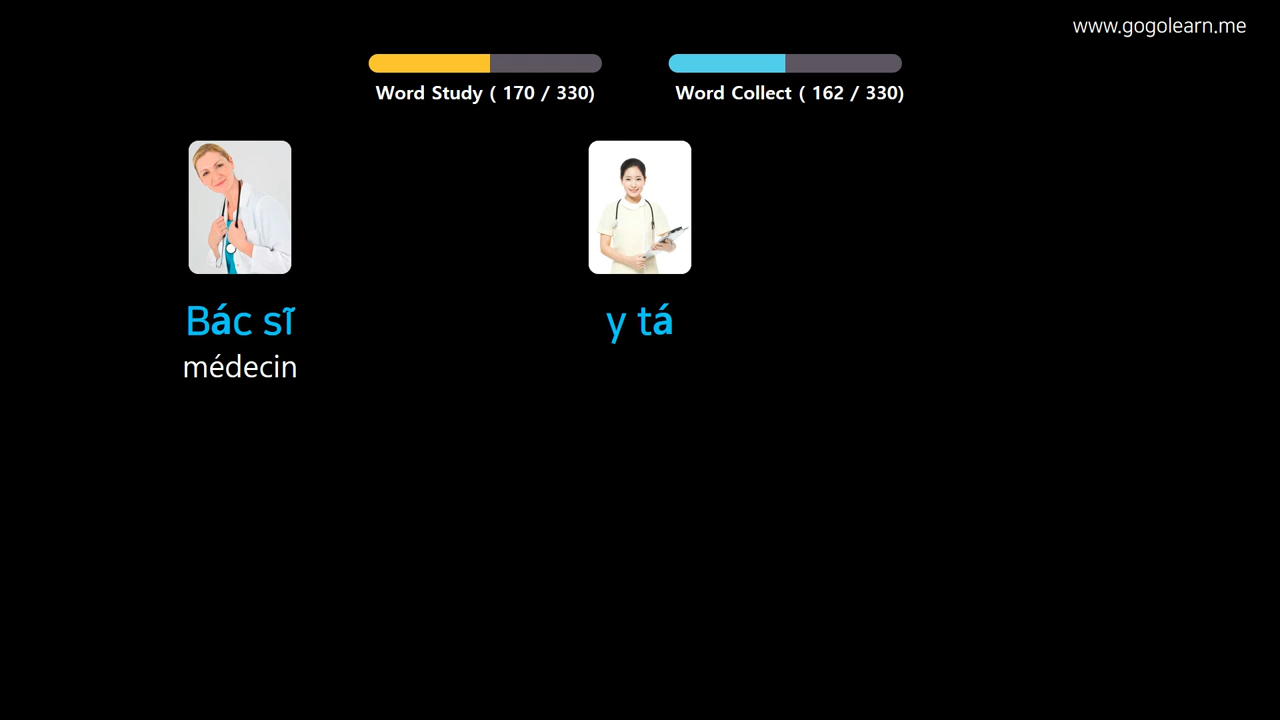 www.gogolearn.me
Word Study ( 170 / 330)
Word Collect ( 162 / 330)
Bác sĩ
y tá
médecin